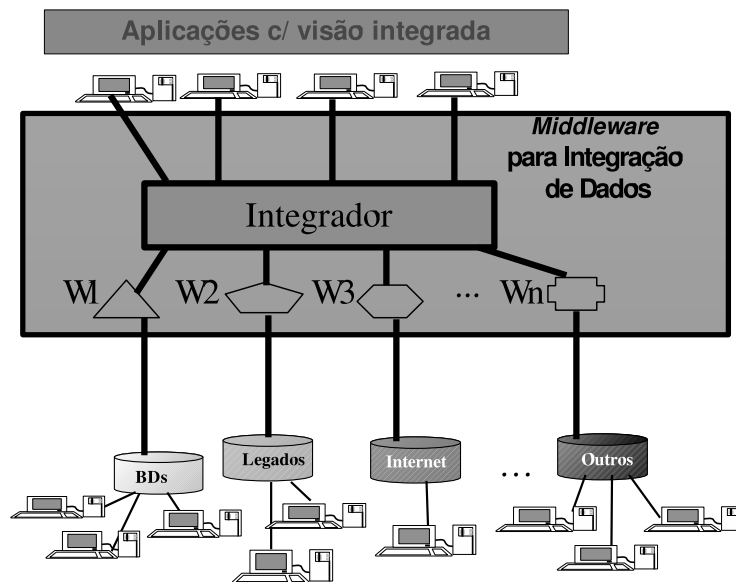 Aplicações c/ visão integrada
Middleware
para Integração
de Dados
Integrador
W1
W2
W3
...
Wn
BDs
Legados
Internet
...
Outros